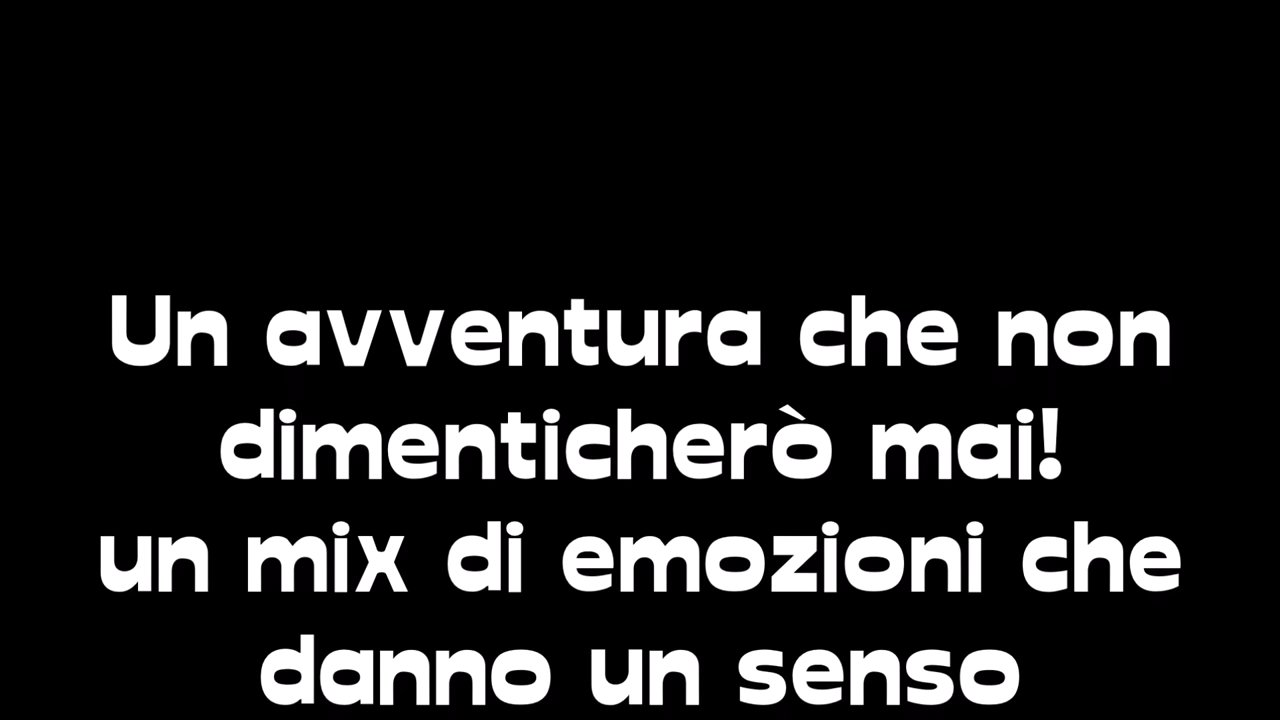 Un avventura che non
dimenticherò mai!
un mix di emozioni che
danno un senso